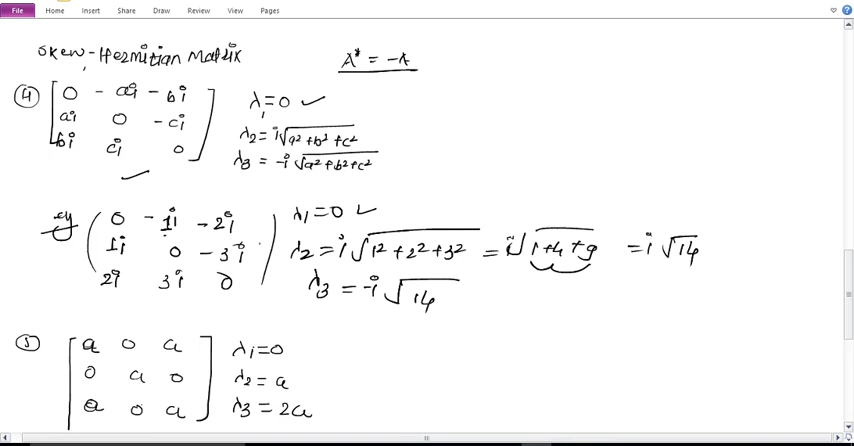 File Home Insert Document Draw Review View Pages
Skew-Hermitian Matrix A* = -A
④ [ 0 -ai -bi ] λ₁=0 ✓
[ ai 0 -ci ] λ₂=i√a²+b²+c²
[ bi ci 0 ] λ₃ = -i√a²+b²+c²
✓
eg ( 0 -1i -2i ) λ₁=0 ✓
( 1i 0 -3i ) λ₂=i√1²+2²+3² = i√1+4+9 = i√14
( 2i 3i 0 ) λ₃ = -i√14
⑤ [ a 0 a ] λ₁=0
[ 0 a 0 ] λ₂=a
[ a 0 a ] λ₃=2a